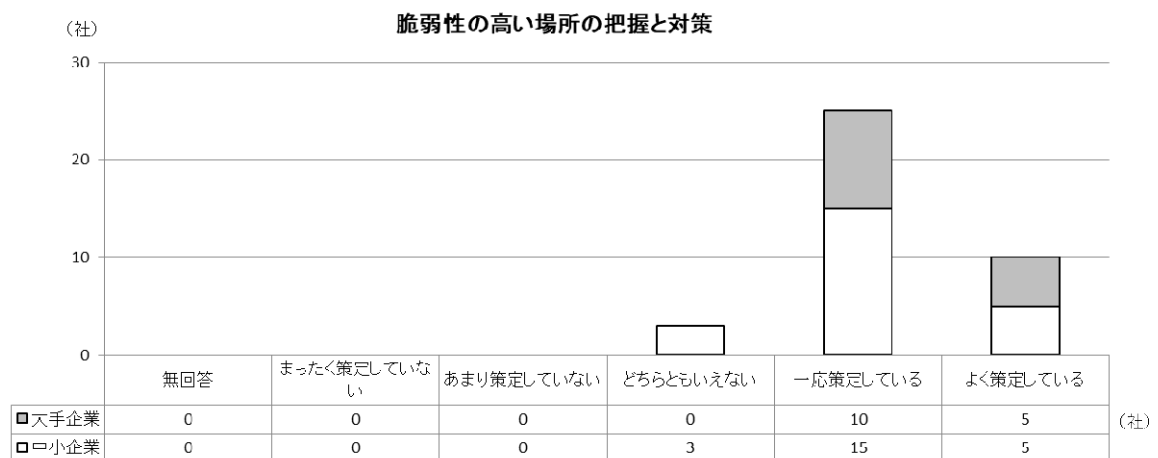 脆弱性の高い場所の把握と対策
(社)
30
20
10
0
無回答 まったく策定していな あまり策定していない どちらともいえない 一応策定している よく策定している
い
大手企業 0 0 0 0 10 5 (社)
中小企業 0 0 0 3 15 5